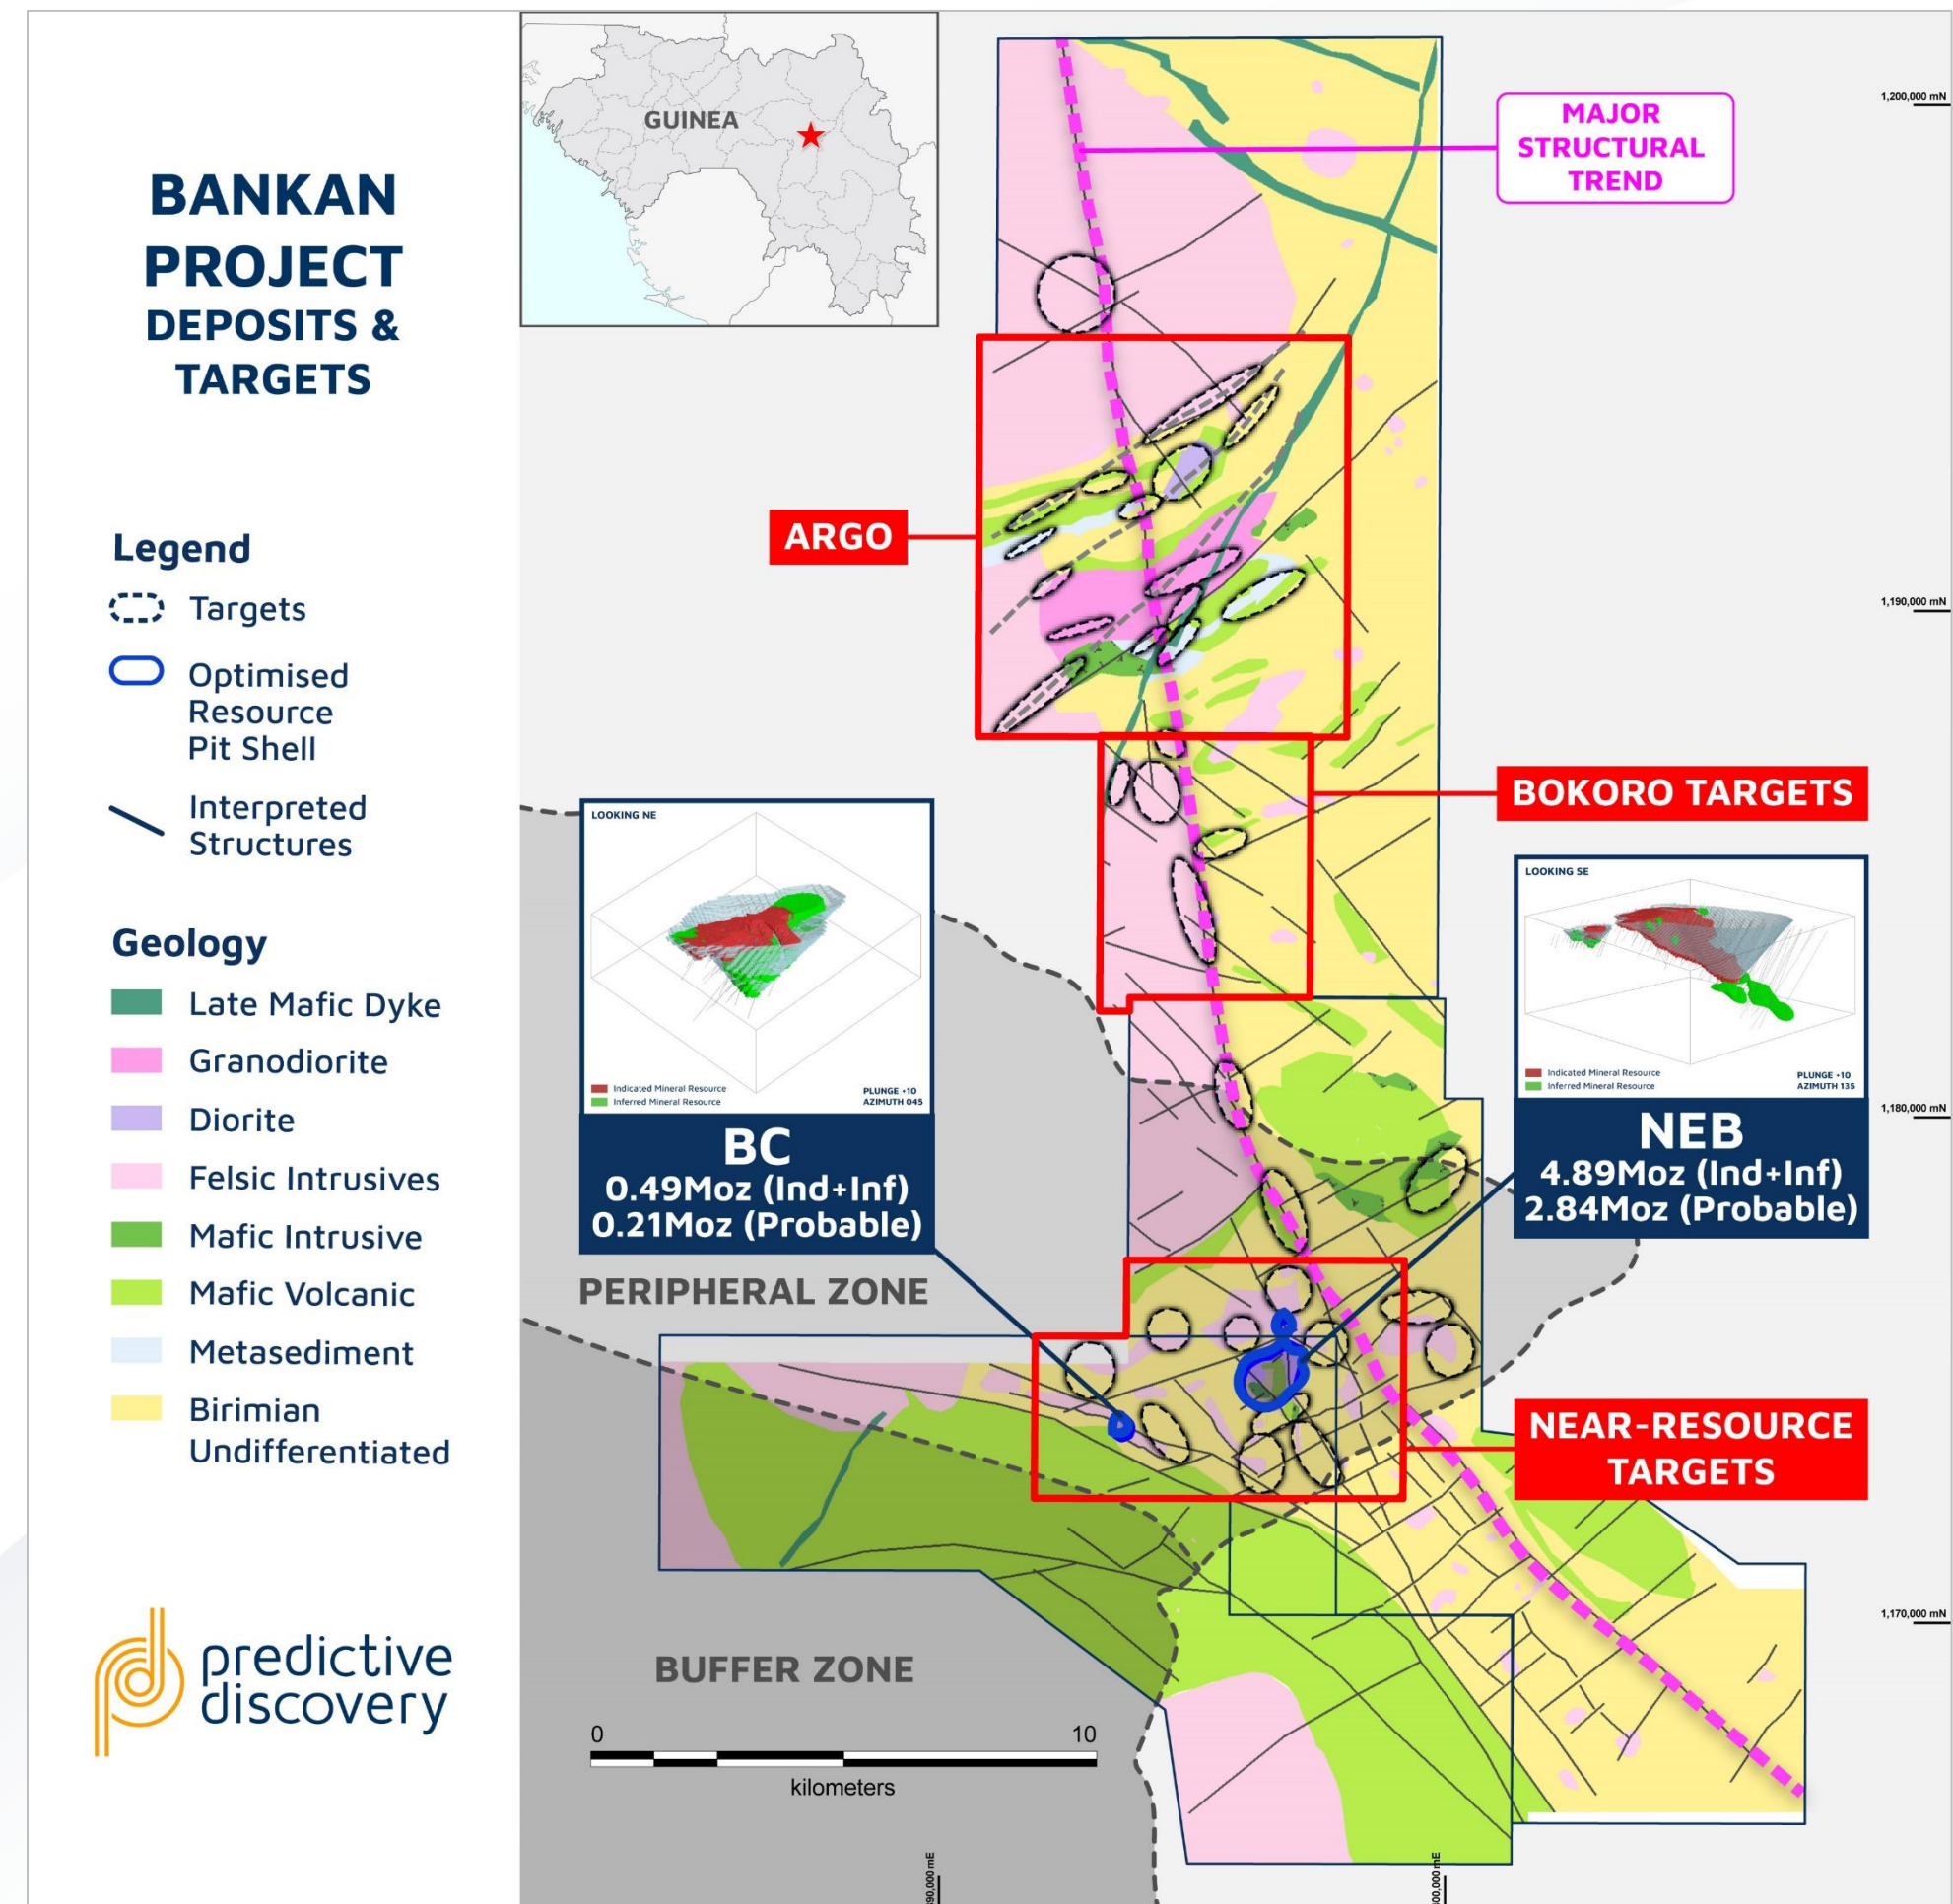 BANKAN
PROJECT
DEPOSITS &
TARGETS
Legend
Targets
Optimised
Resource
Pit Shell
Interpreted
Structures
Geology
Late Mafic Dyke
Granodiorite
Diorite
Felsic Intrusives
Mafic Intrusive
Mafic Volcanic
Metasediment
Birimian
Undifferentiated
predictive
discovery
GUINEA
MAJOR
STRUCTURAL
TREND
1,200,000 mN
ARGO
1,190,000 mN
BOKORO TARGETS
LOOKING NE
Indicated Mineral Resource
Inferred Mineral Resource
PLUNGE +10
AZIMUTH 045
BC
0.49Moz (Ind+Inf)
0.21Moz (Probable)
LOOKING SE
Indicated Mineral Resource
Inferred Mineral Resource
PLUNGE +10
AZIMUTH 135
1,180,000 mN
NEB
4.89Moz (Ind+Inf)
2.84Moz (Probable)
PERIPHERAL ZONE
NEAR-RESOURCE
TARGETS
1,170,000 mN
BUFFER ZONE
0 10
kilometers